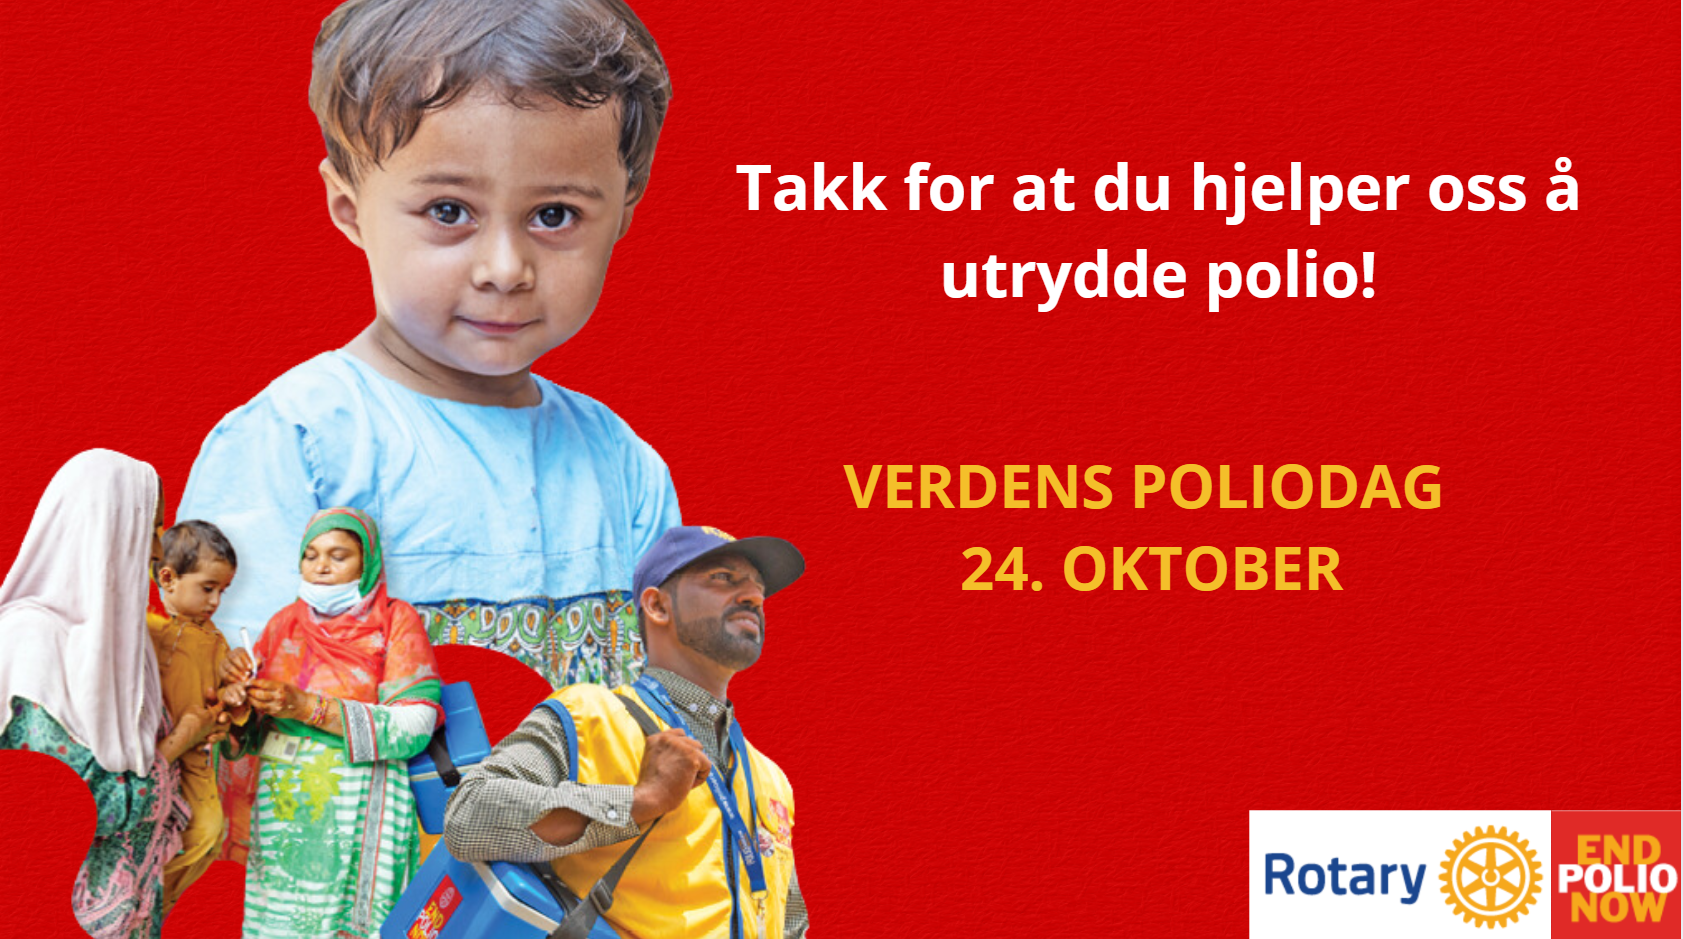 Takk for at du hjelper oss å
utrydde polio!
VERDENS POLIODAG
24. OKTOBER
Rotary
END
POLIO
NOW